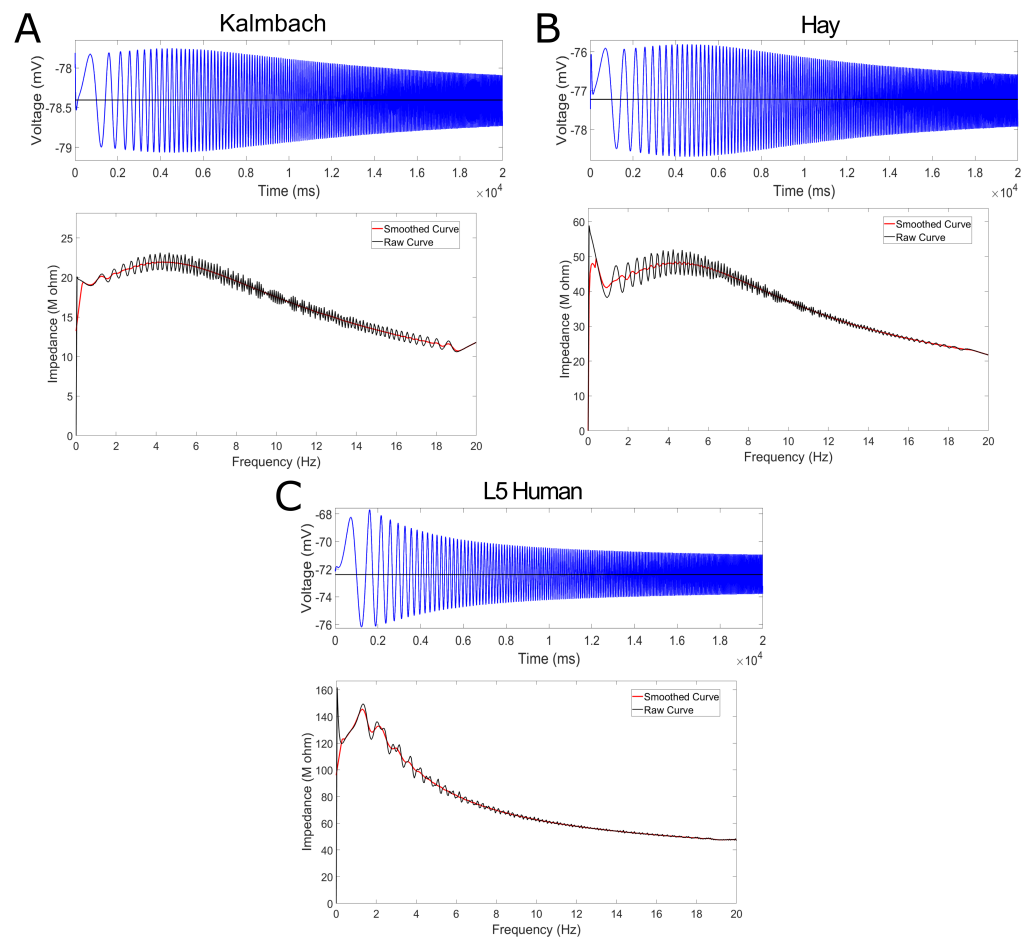 A
Kalmbach
Voltage (mV)
-78
-78.5
-79
0 0.2 0.4 0.6 0.8 1 1.2 1.4 1.6 1.8 2
Time (ms)
×10⁴
Impedance (M ohm)
25
20
15
10
5
0
Smoothed Curve
Raw Curve
0 2 4 6 8 10 12 14 16 18 20
Frequency (Hz)
B
Hay
Voltage (mV)
-76
-77
-78
0 0.2 0.4 0.6 0.8 1 1.2 1.4 1.6 1.8 2
Time (ms)
×10⁴
Impedance (M ohm)
60
50
40
30
20
10
0
Smoothed Curve
Raw Curve
0 2 4 6 8 10 12 14 16 18 20
Frequency (Hz)
C
L5 Human
Voltage (mV)
-68
-70
-72
-74
-76
0 0.2 0.4 0.6 0.8 1 1.2 1.4 1.6 1.8 2
Time (ms)
×10⁴
Impedance (M ohm)
160
140
120
100
80
60
40
20
0
Smoothed Curve
Raw Curve
0 2 4 6 8 10 12 14 16 18 20
Frequency (Hz)